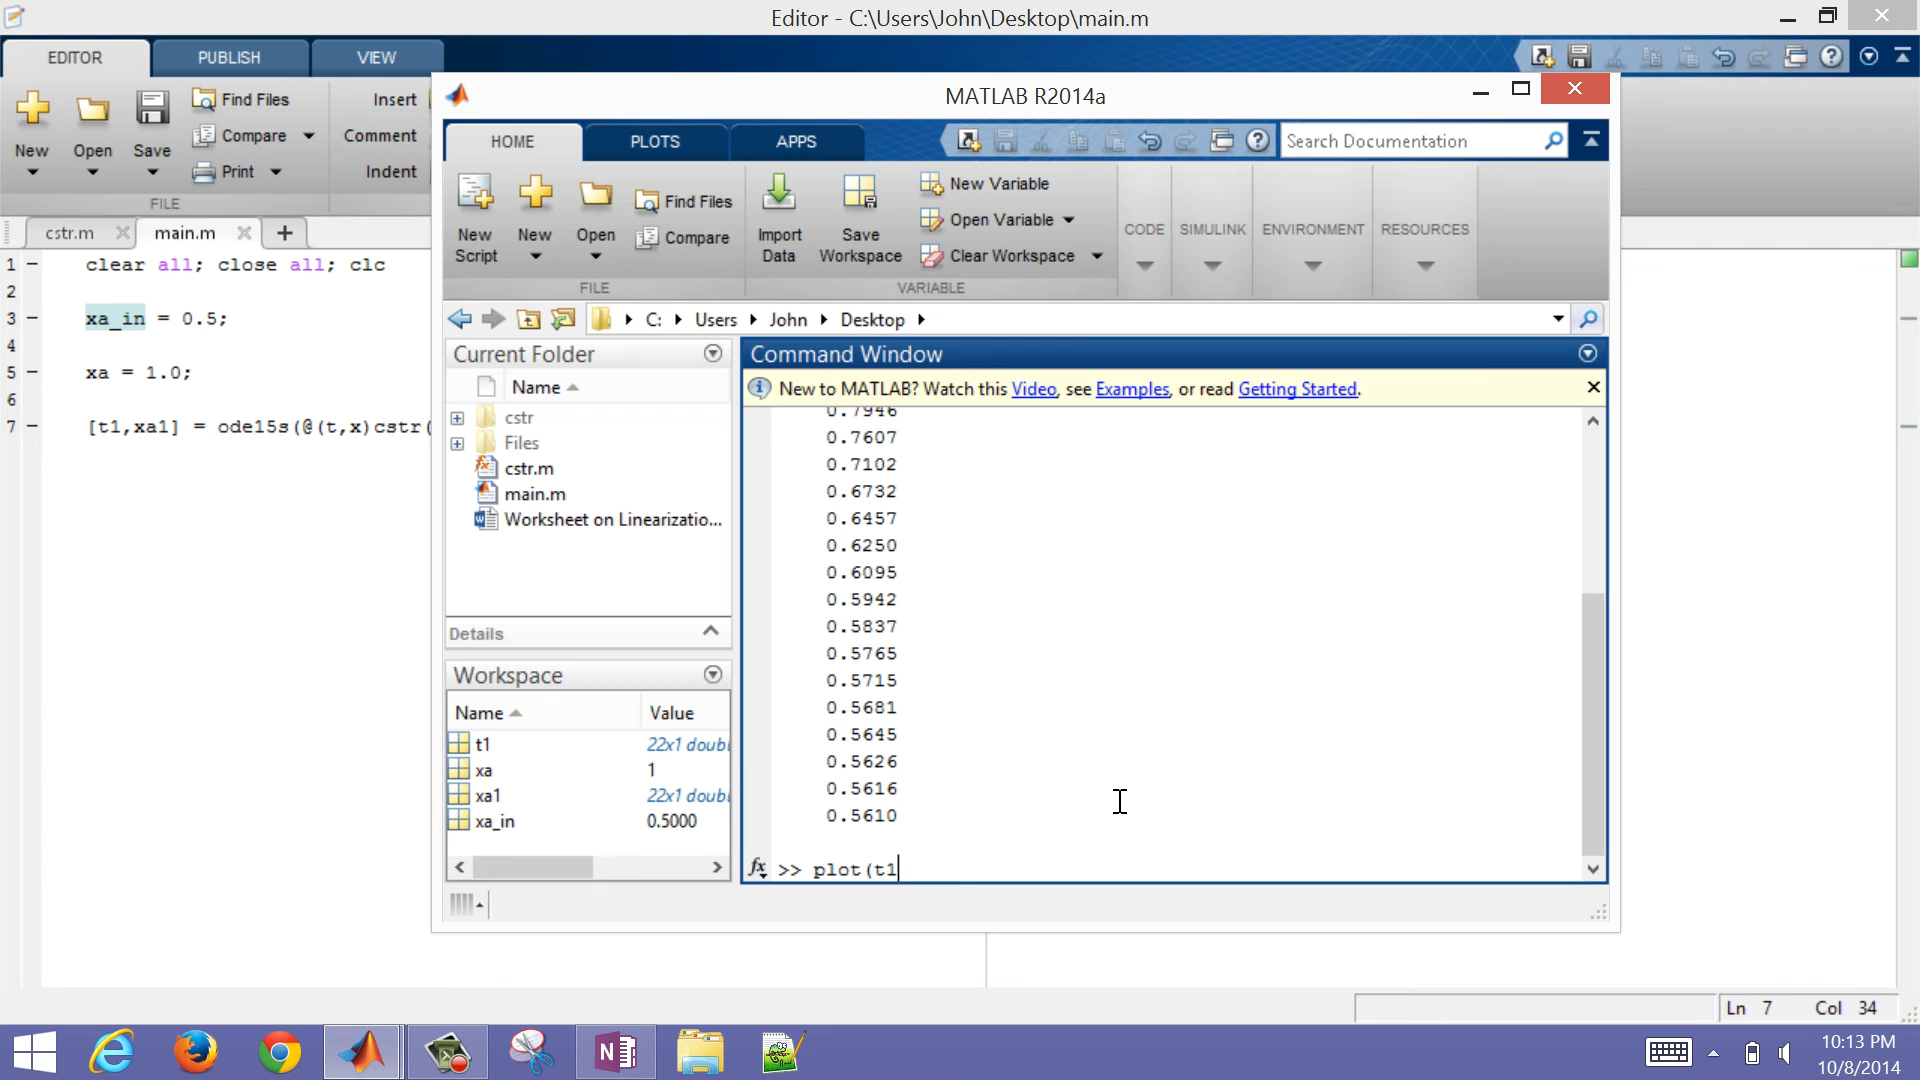 Editor - C:\Users\John\Desktop\main.m
EDITOR PUBLISH VIEW
New Open Save
Find Files
Compare
Print
Insert
Comment
Indent
FILE
cstr.m main.m
1 clear all; close all; clc
2
3 xa_in = 0.5;
4
5 xa = 1.0;
6
7 [t1,xa1] = ode15s(@(t,x)cstr(
MATLAB R2014a
HOME PLOTS APPS
Search Documentation
New Script
New
Open
Find Files
Compare
Import Data
Save Workspace
New Variable
Open Variable
Clear Workspace
CODE SIMULINK ENVIRONMENT RESOURCES
FILE VARIABLE
C: Users John Desktop
Current Folder
Name
cstr
Files
cstr.m
main.m
Worksheet on Linearizatio...
Details
Workspace
Name Value
t1 22x1 doubl
xa 1
xa1 22x1 doubl
xa_in 0.5000
Command Window
New to MATLAB? Watch this Video, see Examples, or read Getting Started.
0.7946
0.7607
0.7102
0.6732
0.6457
0.6250
0.6095
0.5942
0.5837
0.5765
0.5715
0.5681
0.5645
0.5626
0.5616
0.5610
fx >> plot(t1
Ln 7 Col 34
10:13 PM
10/8/2014